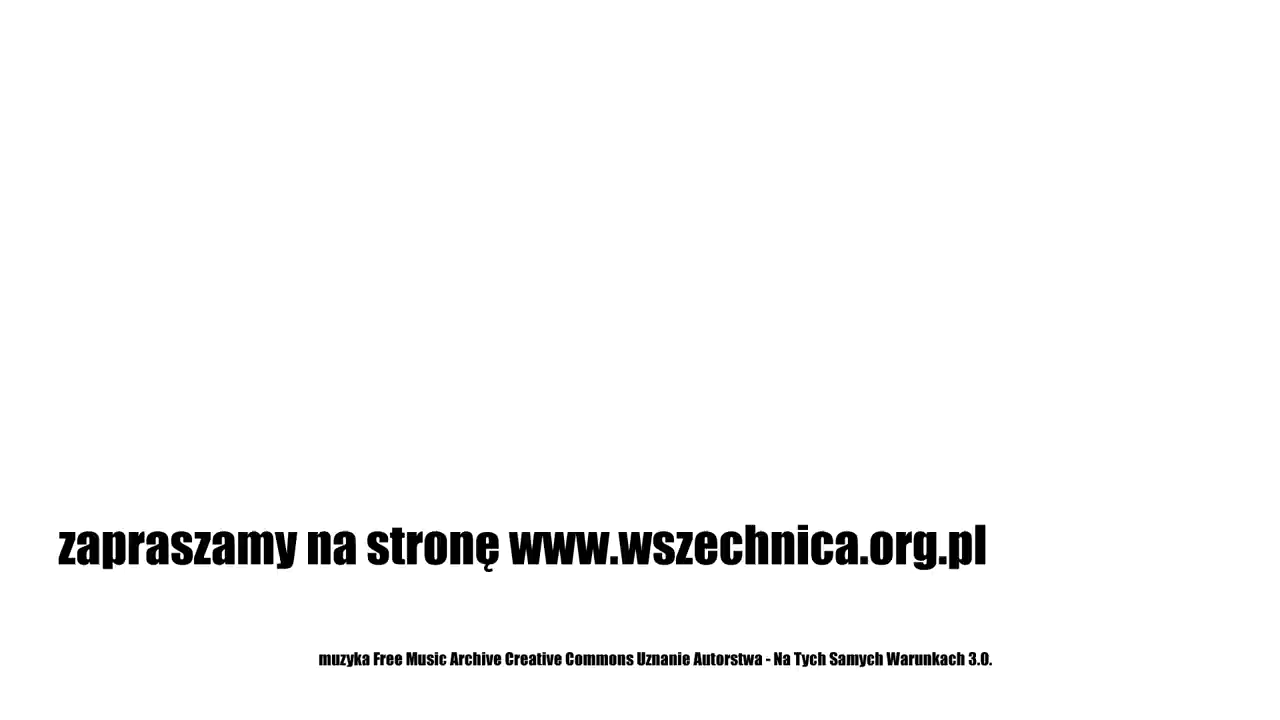 zapraszamy na stronę www.wszechnica.org.pl
muzyka Free Music Archive Creative Commons Uznanie Autorstwa - Na Tych Samych Warunkach 3.0.